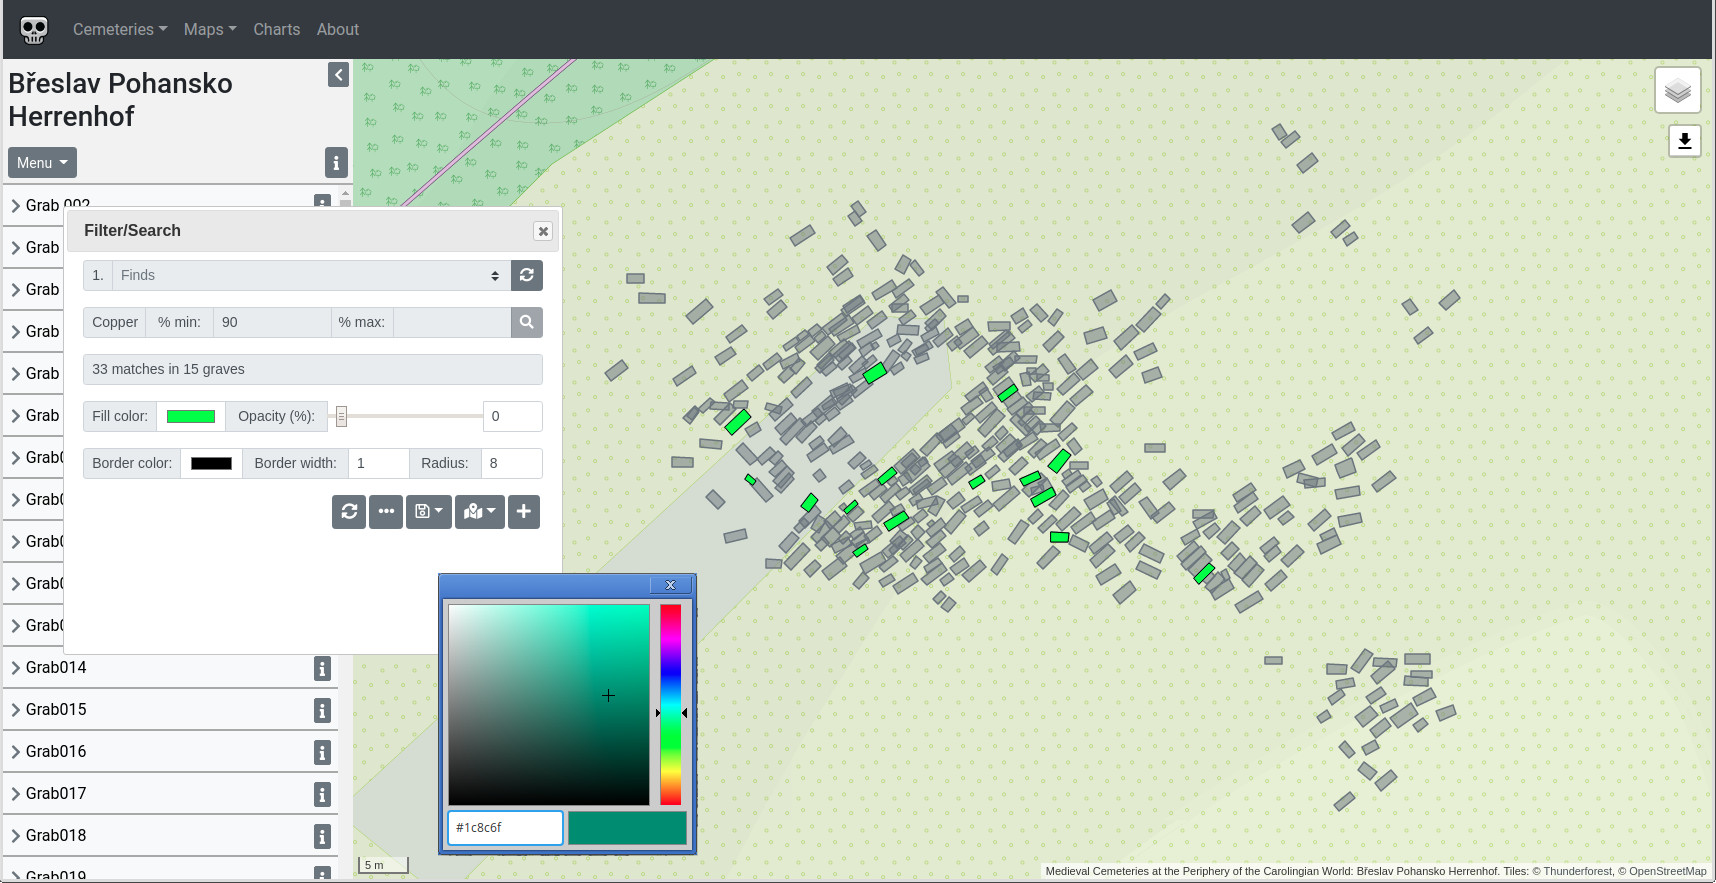 Cemeteries Maps Charts About
Břeslav Pohansko
Herrenhof
Menu
Grab 002
Grab
Grab
Grab
Grab
Grab
Grab0
Grab0
Grab0
Grab0
Grab0
Grab014
Grab015
Grab016
Grab017
Grab018
Grab019
Filter/Search
1. Finds
Copper % min: 90 % max:
33 matches in 15 graves
Fill color: Opacity (%): 0
Border color: Border width: 1 Radius: 8
X
#1c8c6f
5 m
Medieval Cemeteries at the Periphery of the Carolingian World: Břeslav Pohansko Herrenhof. Tiles: © Thunderforest, © OpenStreetMap